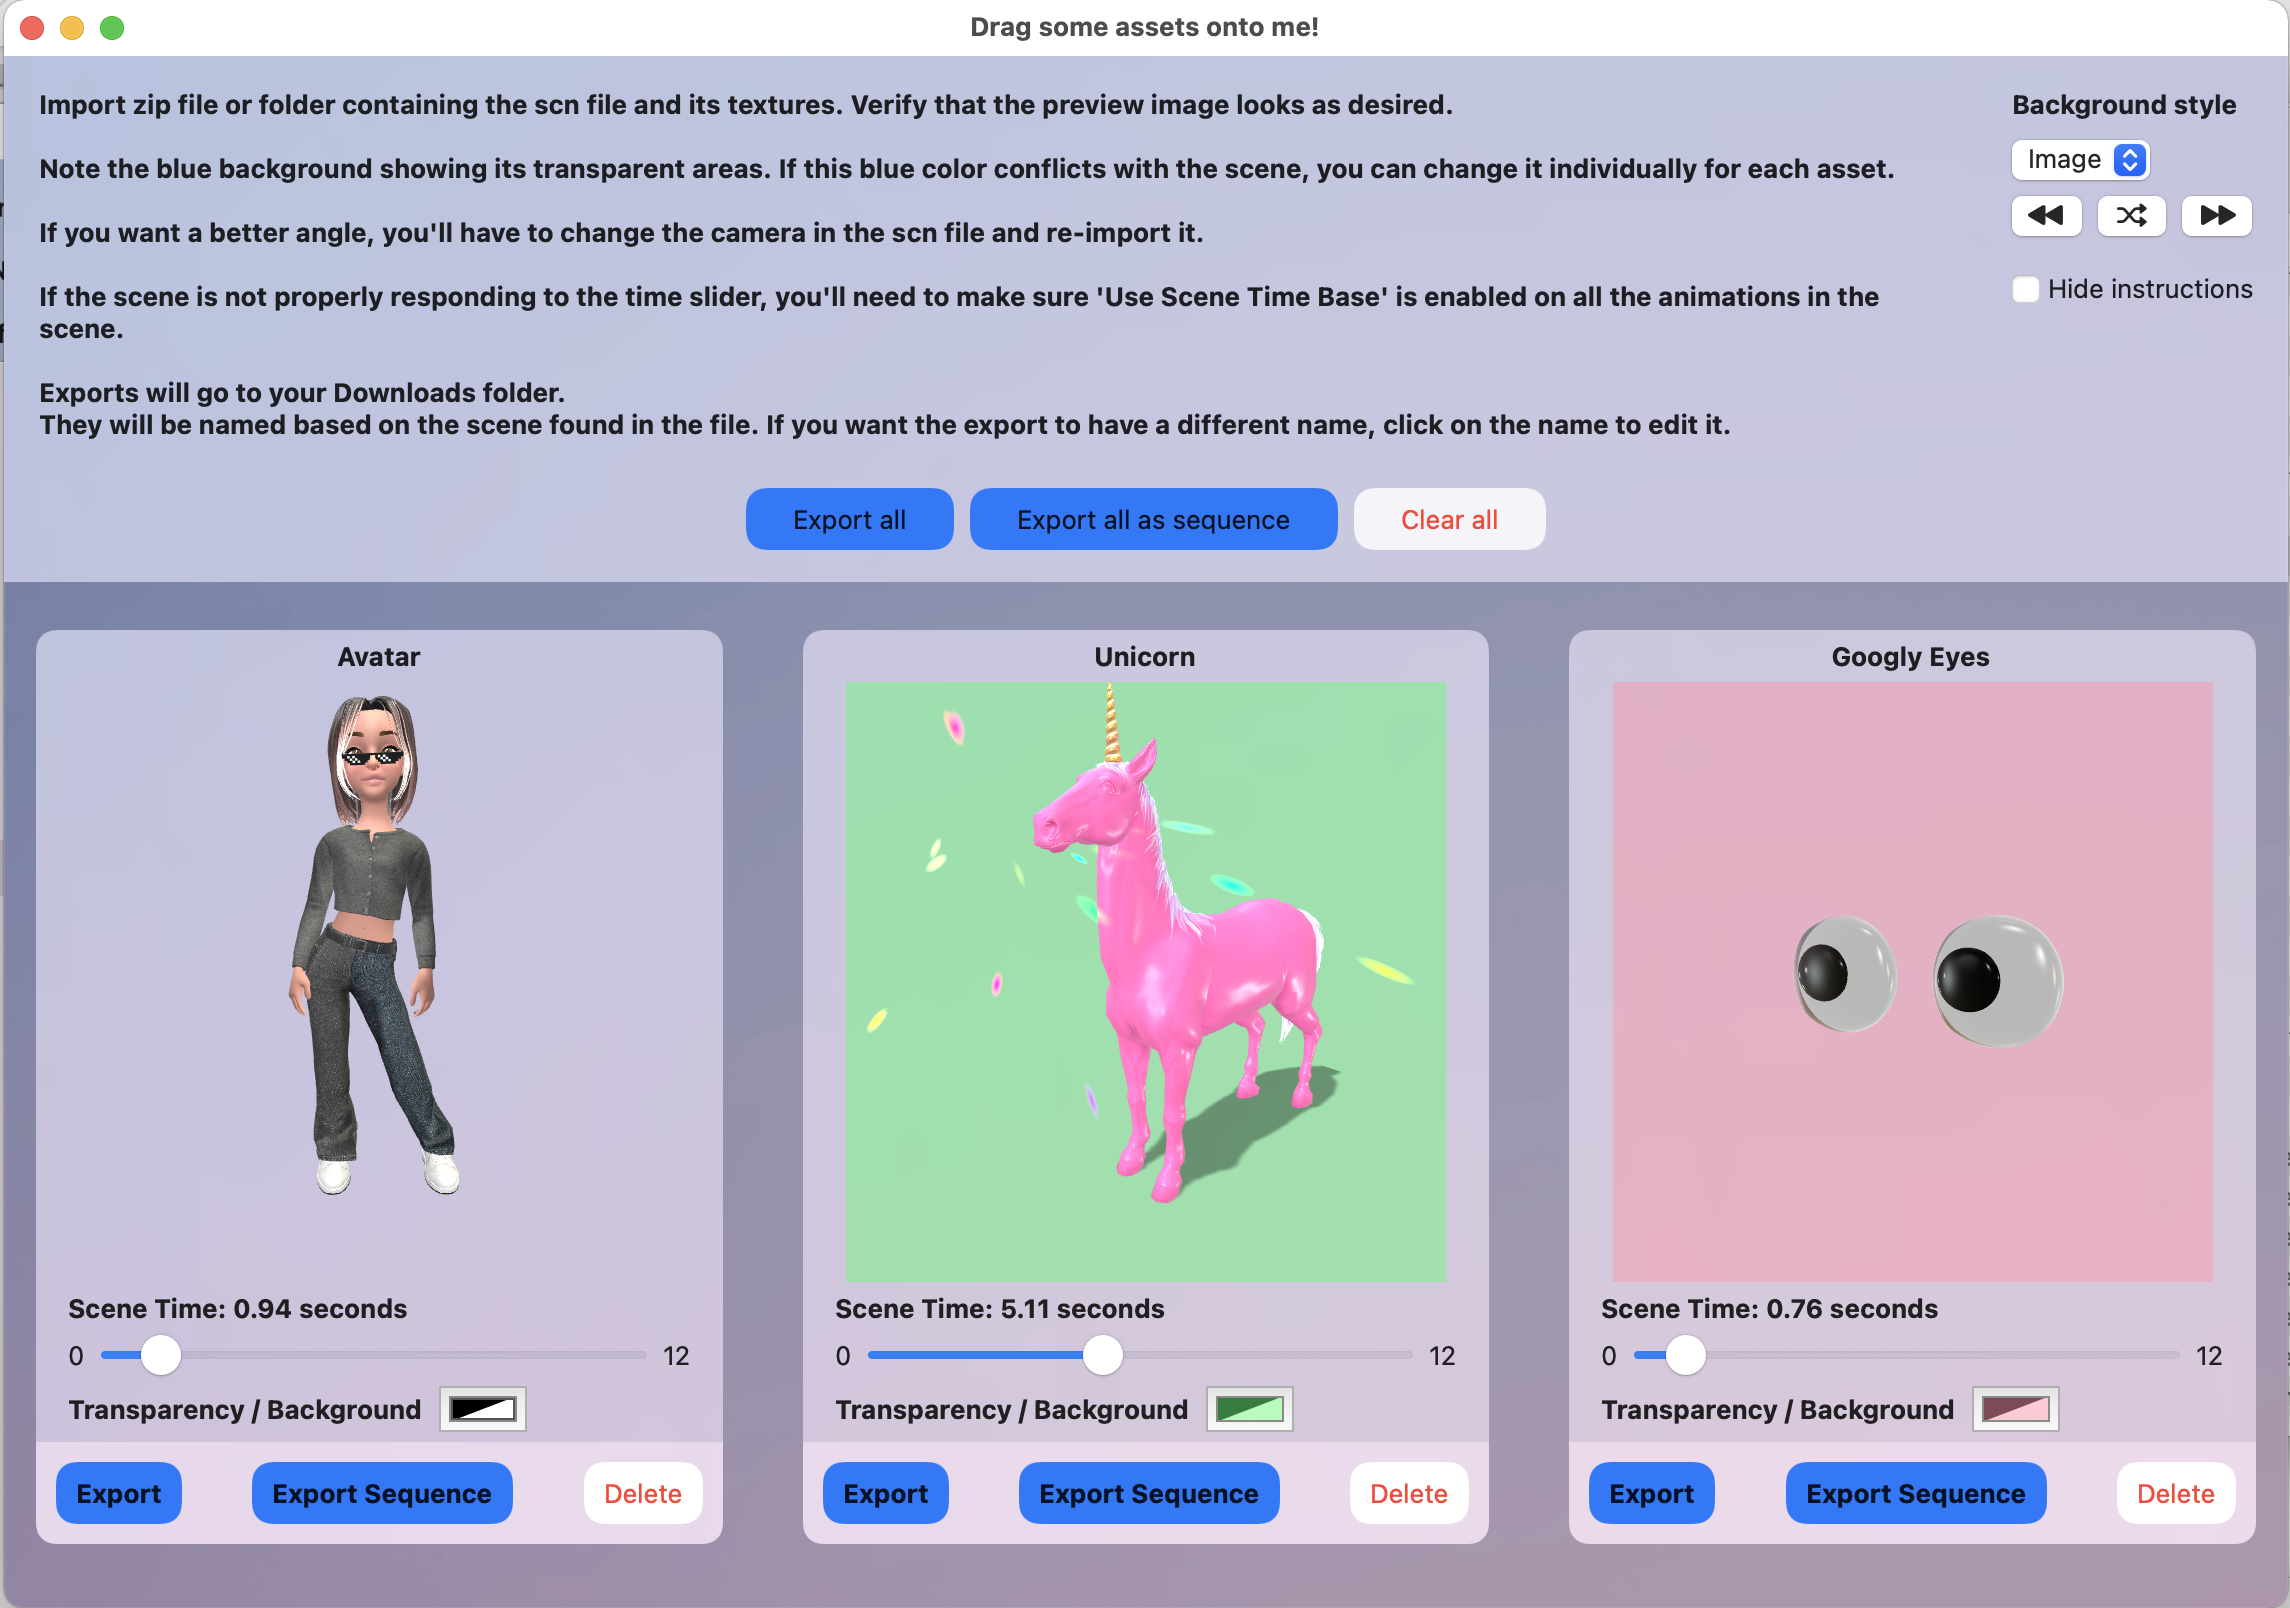 Drag some assets onto me!
Import zip file or folder containing the scn file and its textures. Verify that the preview image looks as desired.
Note the blue background showing its transparent areas. If this blue color conflicts with the scene, you can change it individually for each asset.
If you want a better angle, you'll have to change the camera in the scn file and re-import it.
If the scene is not properly responding to the time slider, you'll need to make sure 'Use Scene Time Base' is enabled on all the animations in the
scene.
Exports will go to your Downloads folder.
They will be named based on the scene found in the file. If you want the export to have a different name, click on the name to edit it.
Background style
Image
Hide instructions
Export all
Export all as sequence
Clear all
Avatar
Scene Time: 0.94 seconds
0 12
Transparency / Background
Export Export Sequence Delete
Unicorn
Scene Time: 5.11 seconds
0 12
Transparency / Background
Export Export Sequence Delete
Googly Eyes
Scene Time: 0.76 seconds
0 12
Transparency / Background
Export Export Sequence Delete